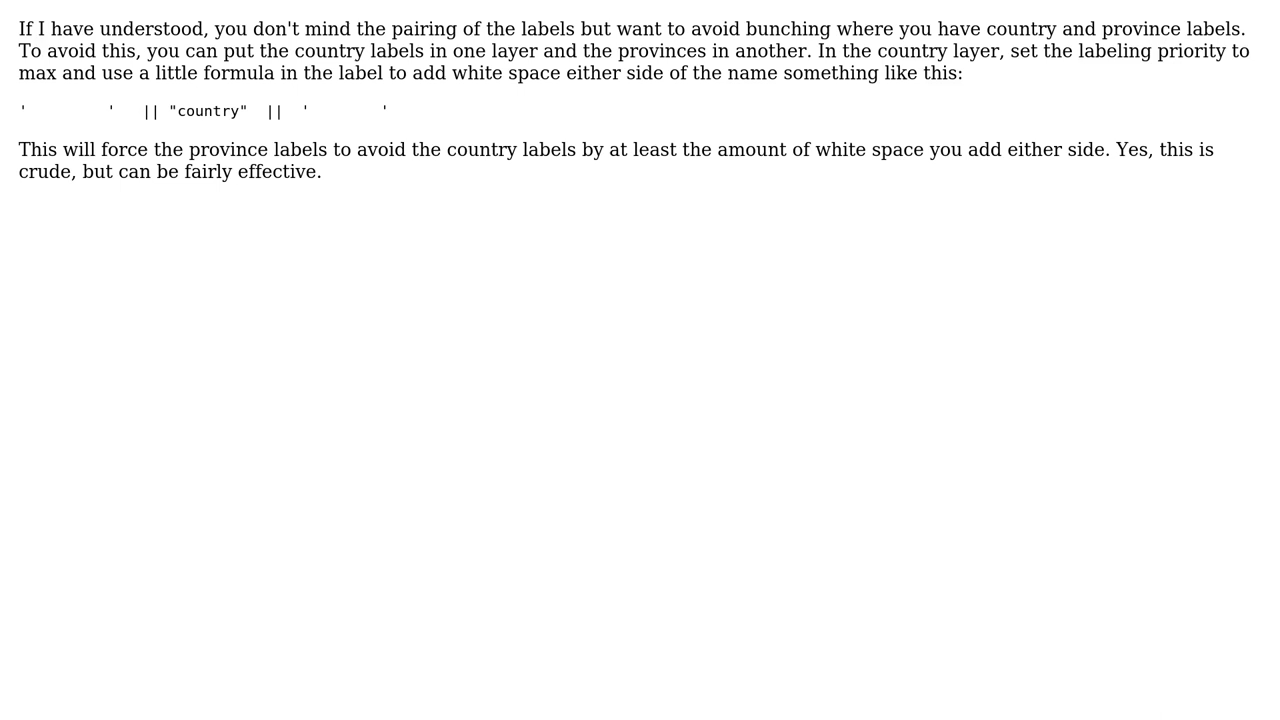 If I have understood, you don't mind the pairing of the labels but want to avoid bunching where you have country and province labels.
To avoid this, you can put the country labels in one layer and the provinces in another. In the country layer, set the labeling priority to
max and use a little formula in the label to add white space either side of the name something like this:
'         '   || "country"  ||  '        '
This will force the province labels to avoid the country labels by at least the amount of white space you add either side. Yes, this is
crude, but can be fairly effective.